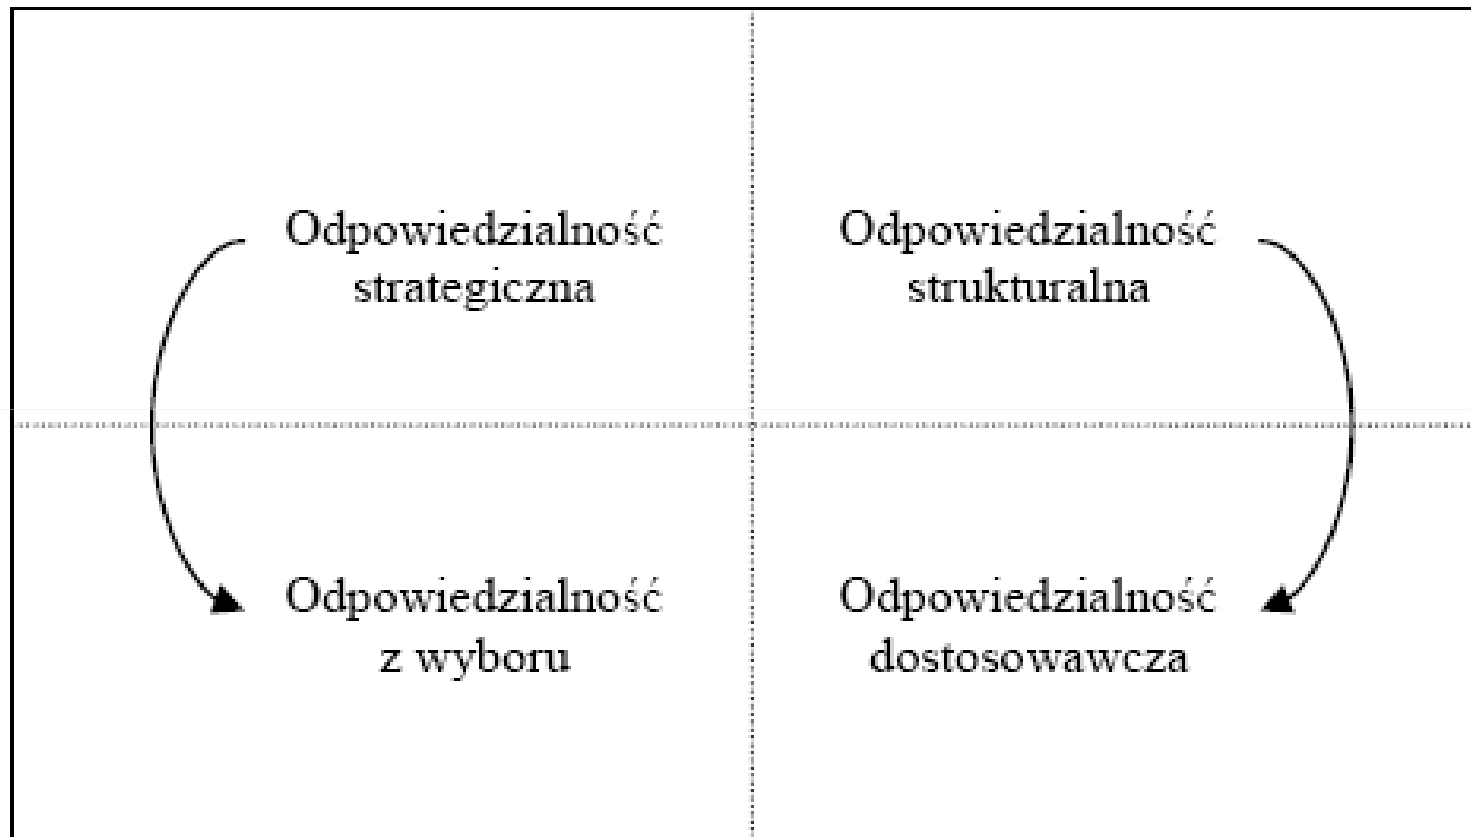 Odpowiedzialność
strategiczna
Odpowiedzialność
strukturalna
Odpowiedzialność
z wyboru
Odpowiedzialność
dostosowawcza